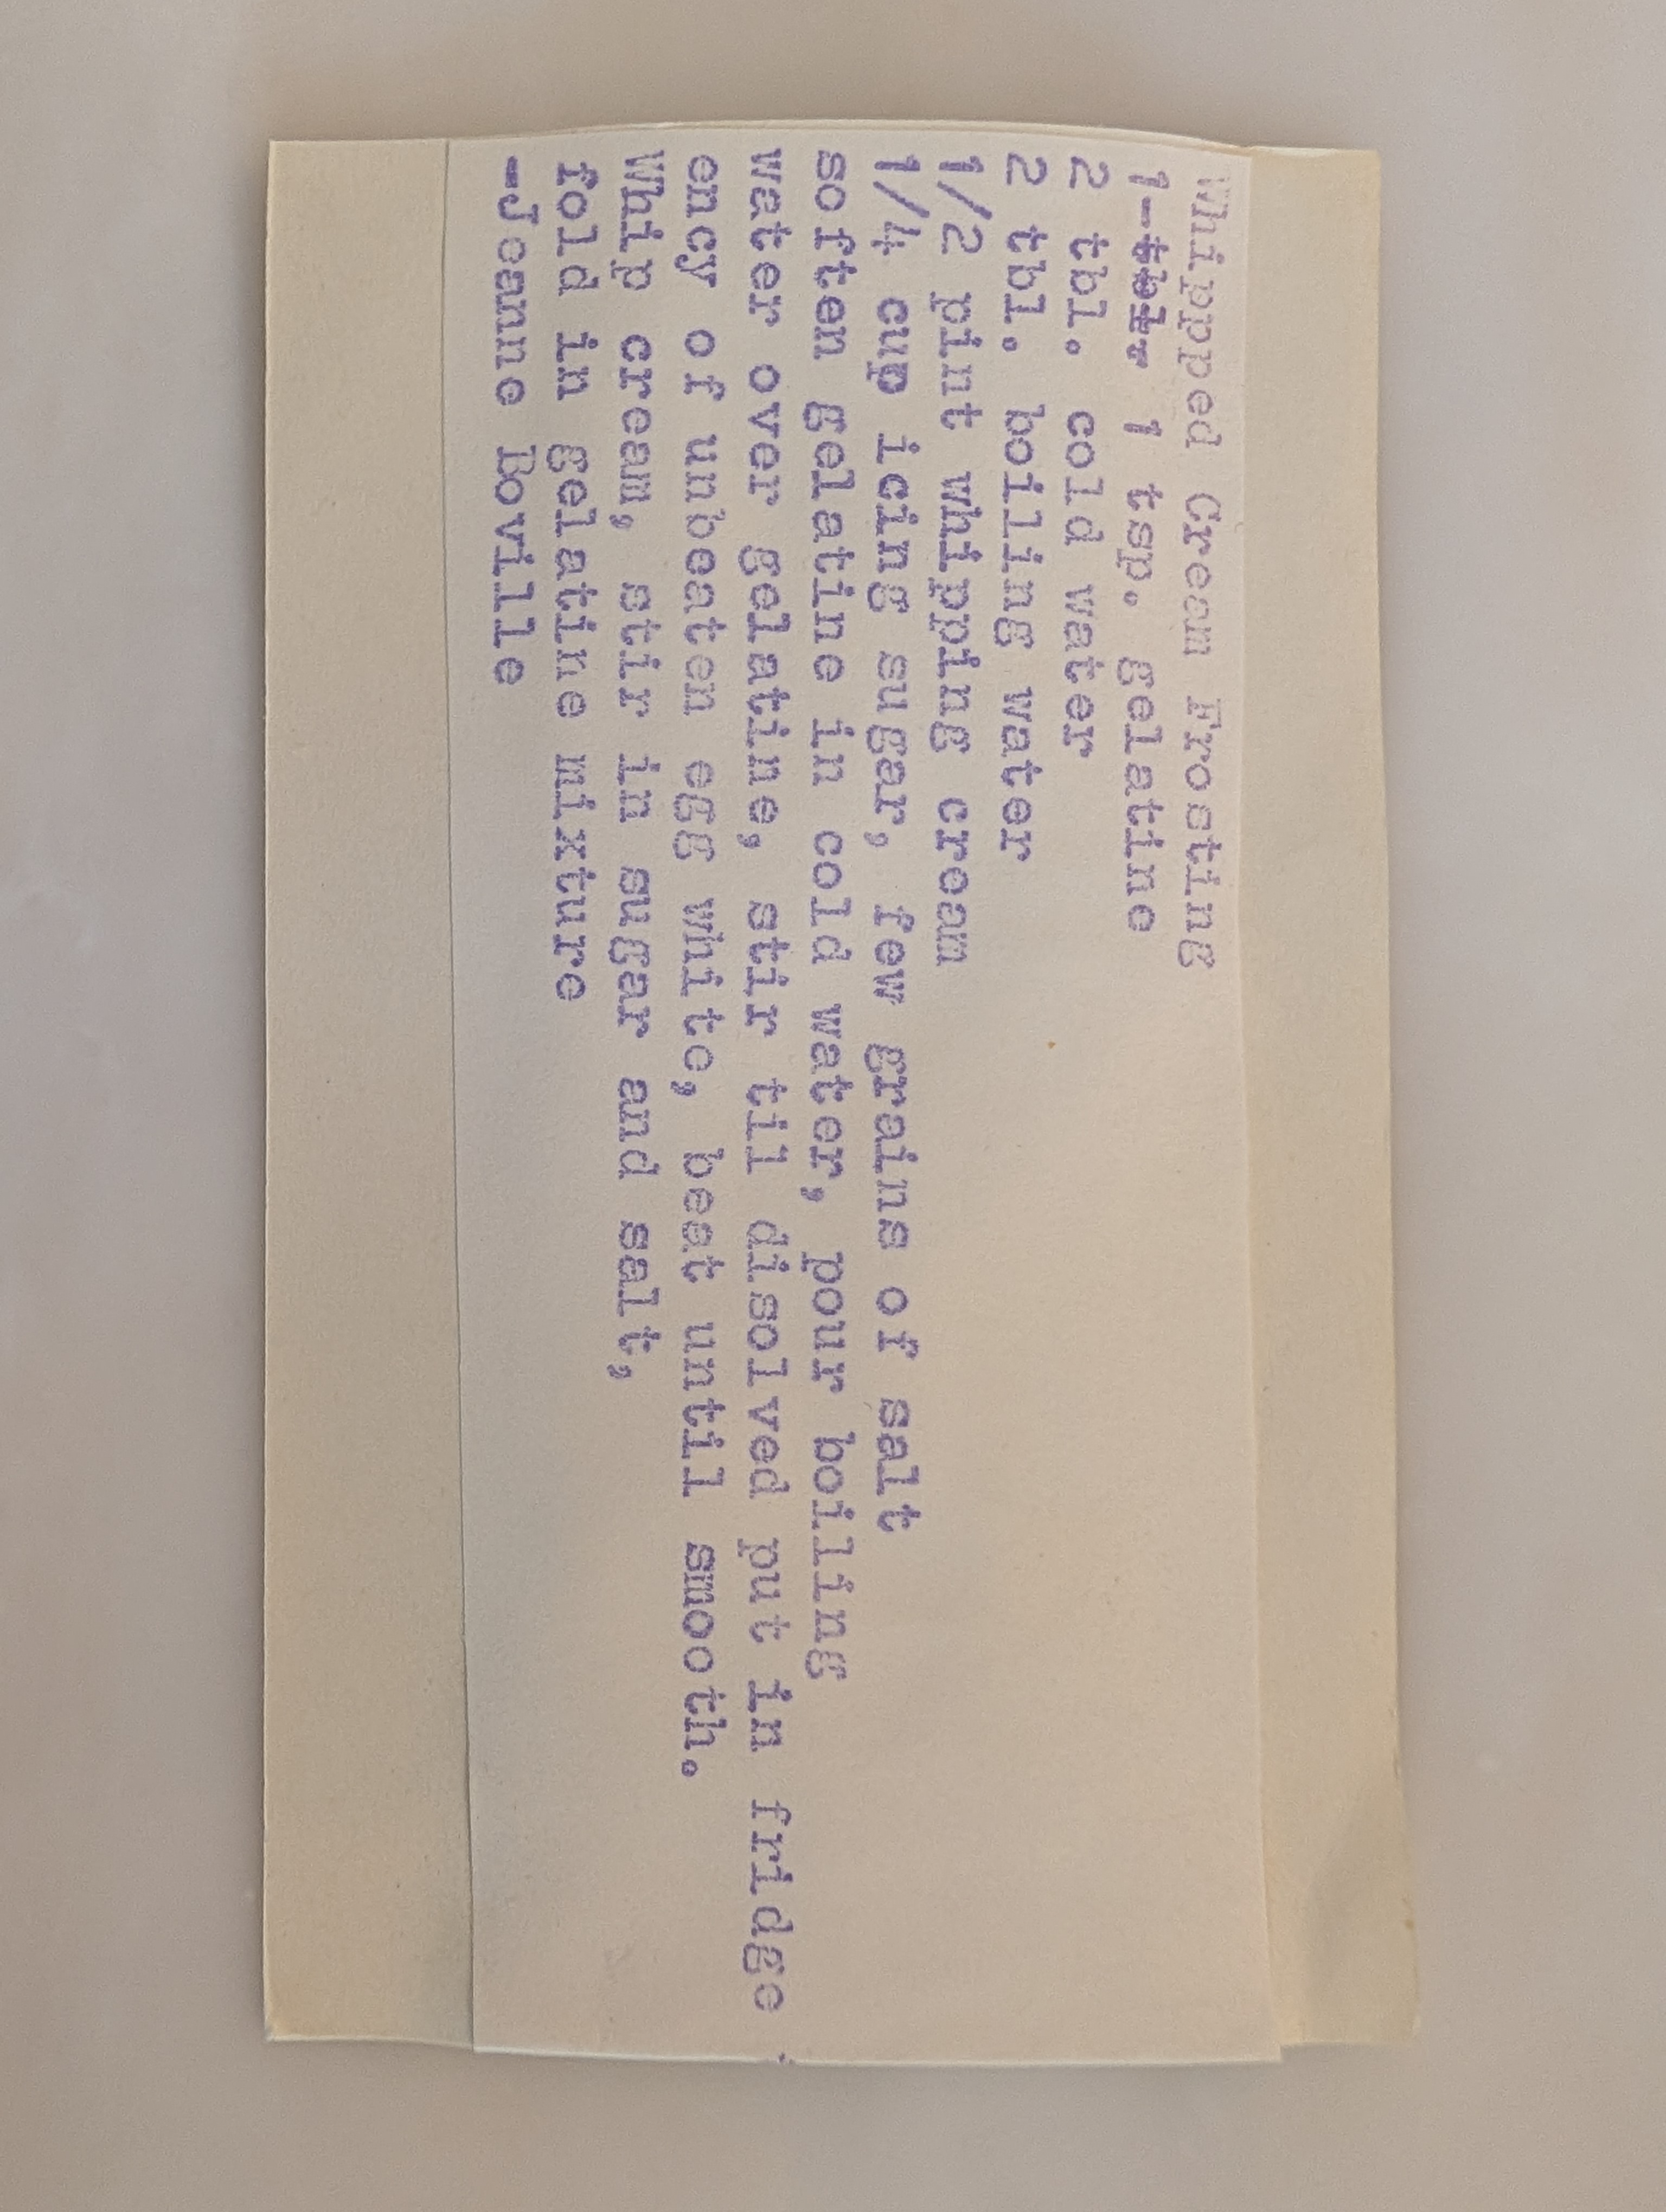 Whipped Cream Frosting
1-tbl. 1 tsp. gelatine
2 tbl. cold water
2 tbl. boiling water
1/2 pint whipping cream
1/4 cup icing sugar, few grains of salt
soften gelatine in cold water, pour boiling
water over gelatine, stir til disolved put in fridge
ency of unbeaten egg white, beat until smooth.
Whip cream, stir in sugar and salt,
fold in gelatine mixture
-Jeanne Boville